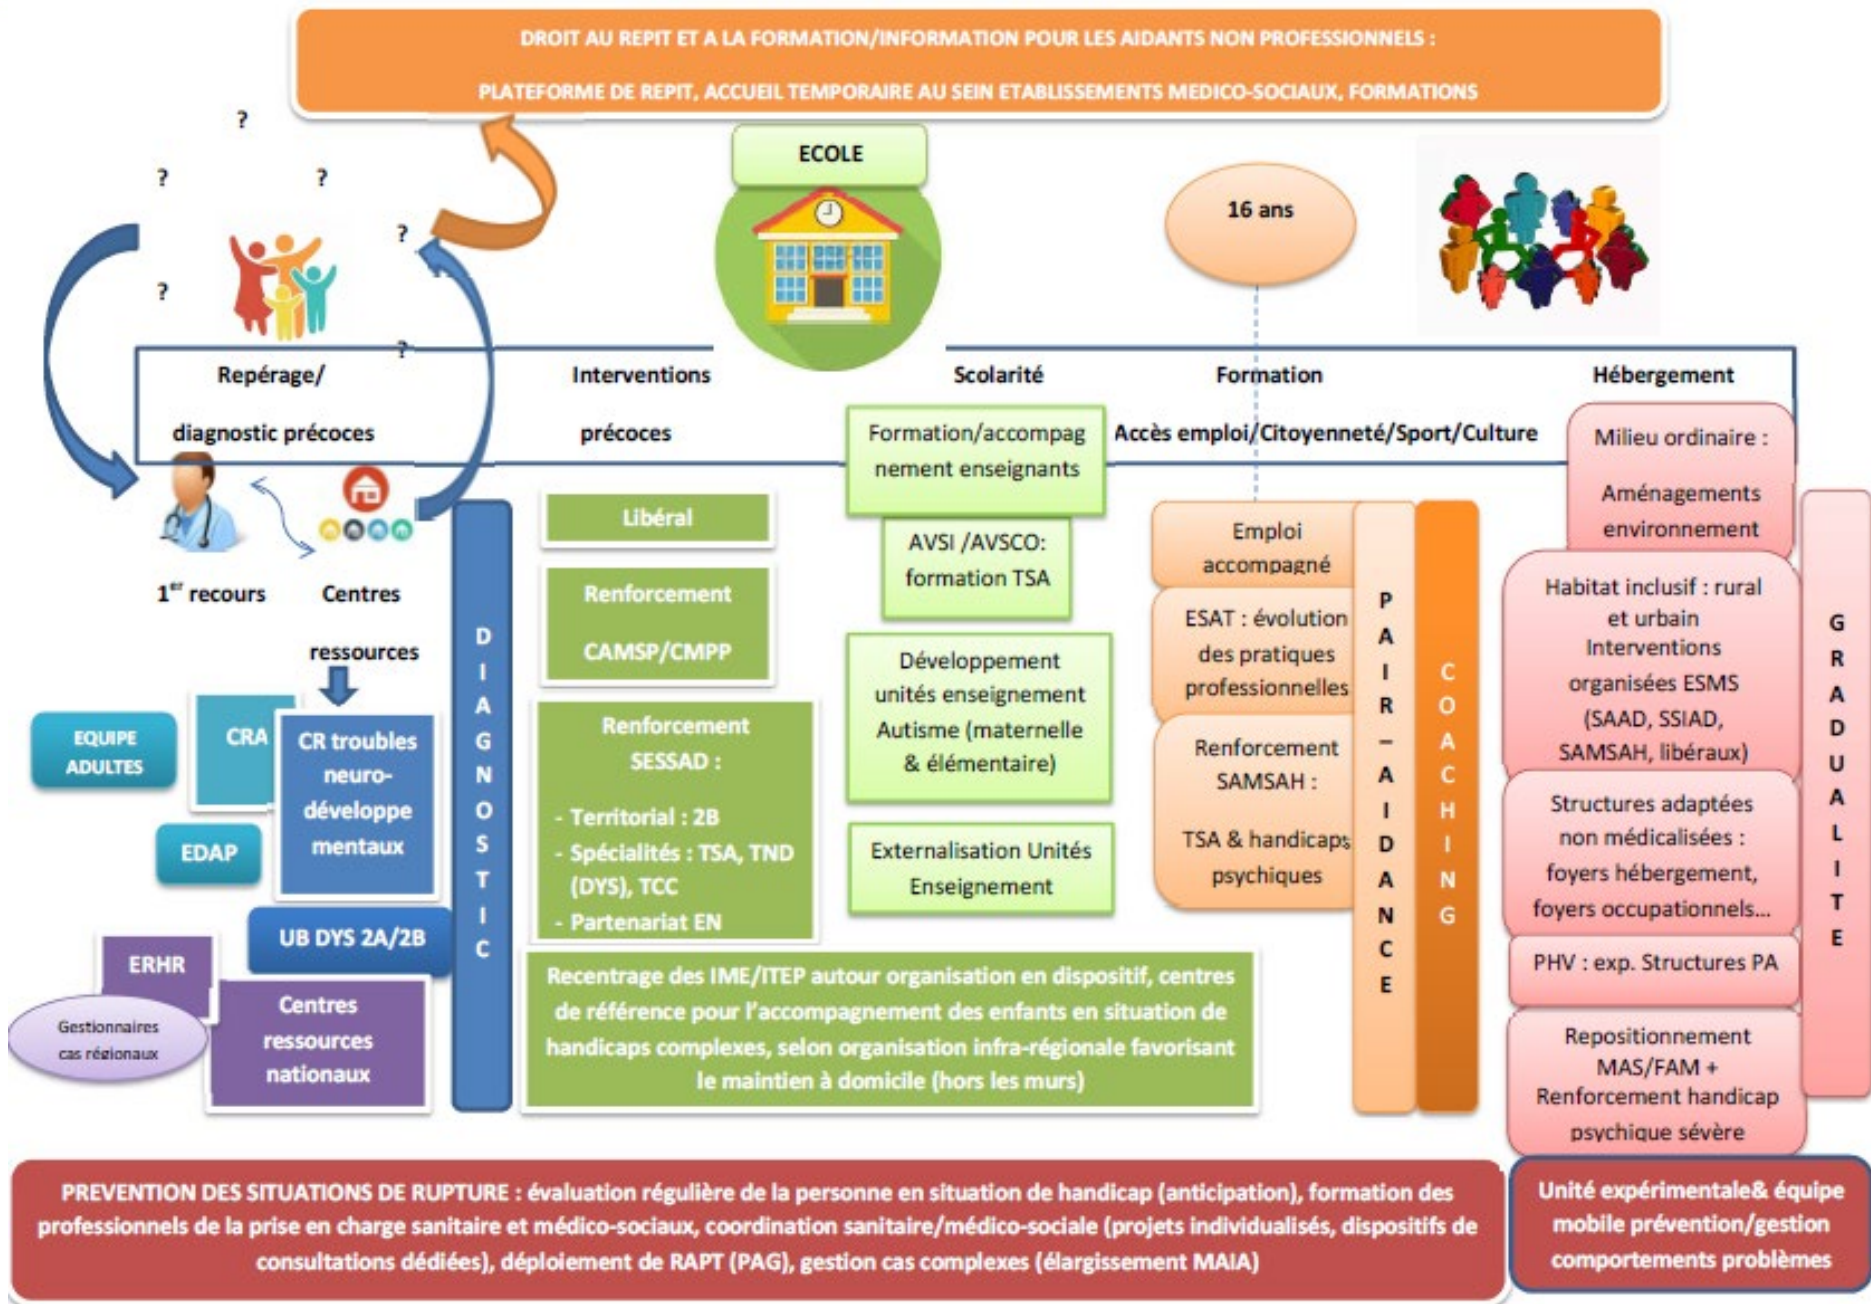 DROIT AU REPIT ET A LA FORMATION/INFORMATION POUR LES AIDANTS NON PROFESSIONNELS :
PLATEFORME DE REPIT, ACCUEIL TEMPORAIRE AU SEIN ETABLISSEMENTS MEDICO-SOCIAUX, FORMATIONS
?
?
?
?
?
?
ECOLE
16 ans
Repérage/
diagnostic précoces
Interventions
précoces
Scolarité
Formation
Accès emploi/Citoyenneté/Sport/Culture
Hébergement
1er recours
Centres
ressources
EQUIPE
ADULTES
CRA
CR troubles
neuro-
développe
mentaux
EDAP
UB DYS 2A/2B
ERHR
Gestionnaires
cas régionaux
Centres
ressources
nationaux
D
I
A
G
N
O
S
T
I
C
Libéral
Renforcement
CAMSP/CMPP
Renforcement
SESSAD :
- Territorial : 2B
- Spécialités : TSA, TND
(DYS), TCC
- Partenariat EN
Recentrage des IME/ITEP autour organisation en dispositif, centres
de référence pour l'accompagnement des enfants en situation de
handicaps complexes, selon organisation infra-régionale favorisant
le maintien à domicile (hors les murs)
Formation/accompag
nement enseignants
AVSI /AVSCO:
formation TSA
Développement
unités enseignement
Autisme (maternelle
& élémentaire)
Externalisation Unités
Enseignement
Emploi
accompagné
ESAT : évolution
des pratiques
professionnelles
Renforcement
SAMSAH :
TSA & handicaps
psychiques
P
A
I
R
–
A
I
D
A
N
C
E
C
O
A
C
H
I
N
G
Milieu ordinaire :
Aménagements
environnement
Habitat inclusif : rural
et urbain
Interventions
organisées ESMS
(SAAD, SSIAD,
SAMSAH, libéraux)
Structures adaptées
non médicalisées :
foyers hébergement,
foyers occupationnels...
PHV : exp. Structures PA
Repositionnement
MAS/FAM +
Renforcement handicap
psychique sévère
G
R
A
D
U
A
L
I
T
E
PREVENTION DES SITUATIONS DE RUPTURE : évaluation régulière de la personne en situation de handicap (anticipation), formation des
professionnels de la prise en charge sanitaire et médico-sociaux, coordination sanitaire/médico-sociale (projets individualisés, dispositifs de
consultations dédiées), déploiement de RAPT (PAG), gestion cas complexes (élargissement MAIA)
Unité expérimentale& équipe
mobile prévention/gestion
comportements problèmes